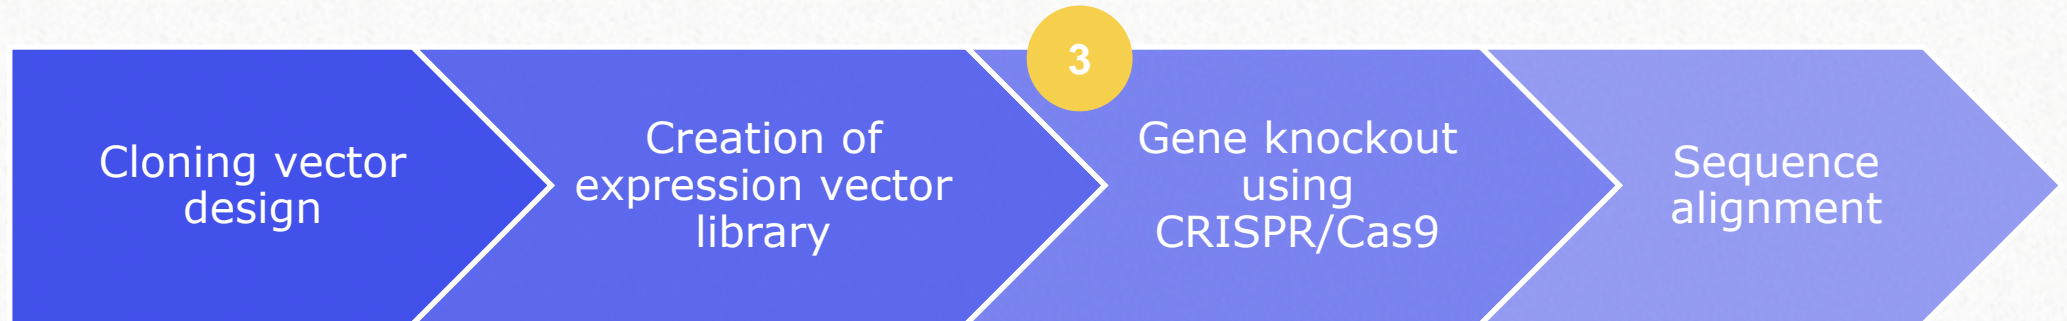 3
Cloning vector
design
Creation of
expression vector
library
Gene knockout
using
CRISPR/Cas9
Sequence
alignment